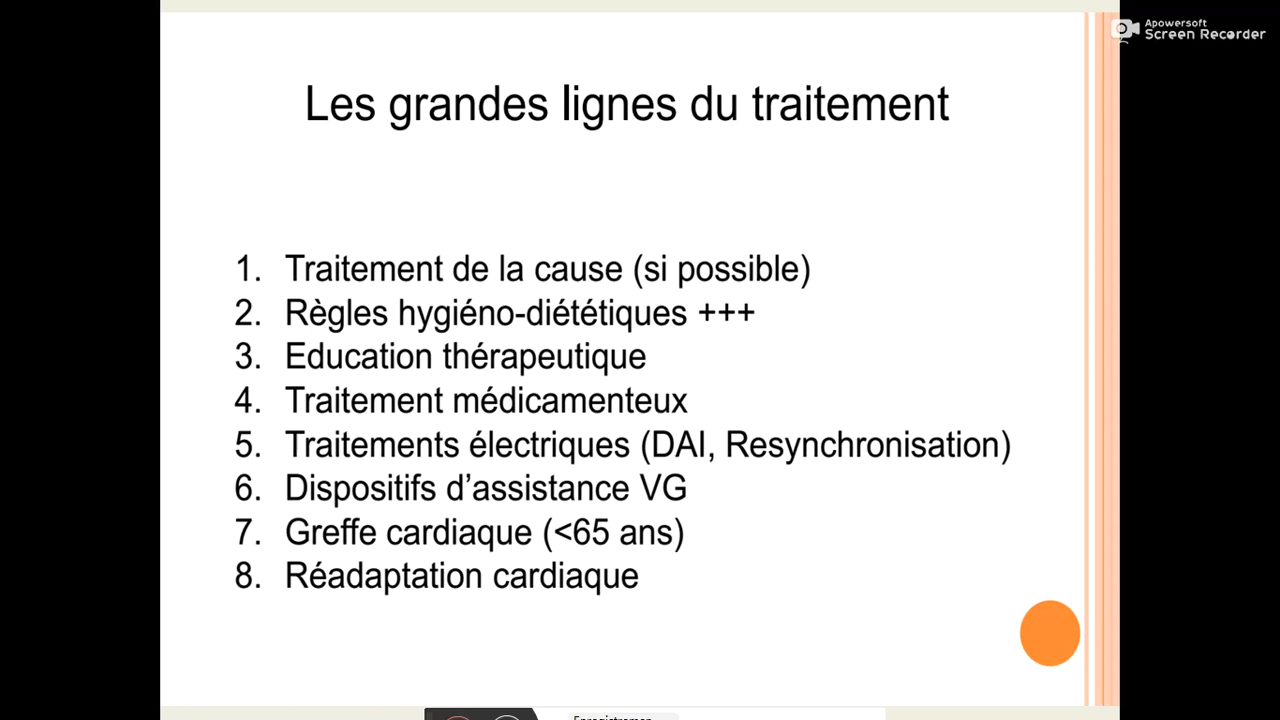 Apowersoft
Screen Recorder
Les grandes lignes du traitement
1. Traitement de la cause (si possible)
2. Règles hygiéno-diététiques +++
3. Education thérapeutique
4. Traitement médicamenteux
5. Traitements électriques (DAI, Resynchronisation)
6. Dispositifs d’assistance VG
7. Greffe cardiaque (<65 ans)
8. Réadaptation cardiaque